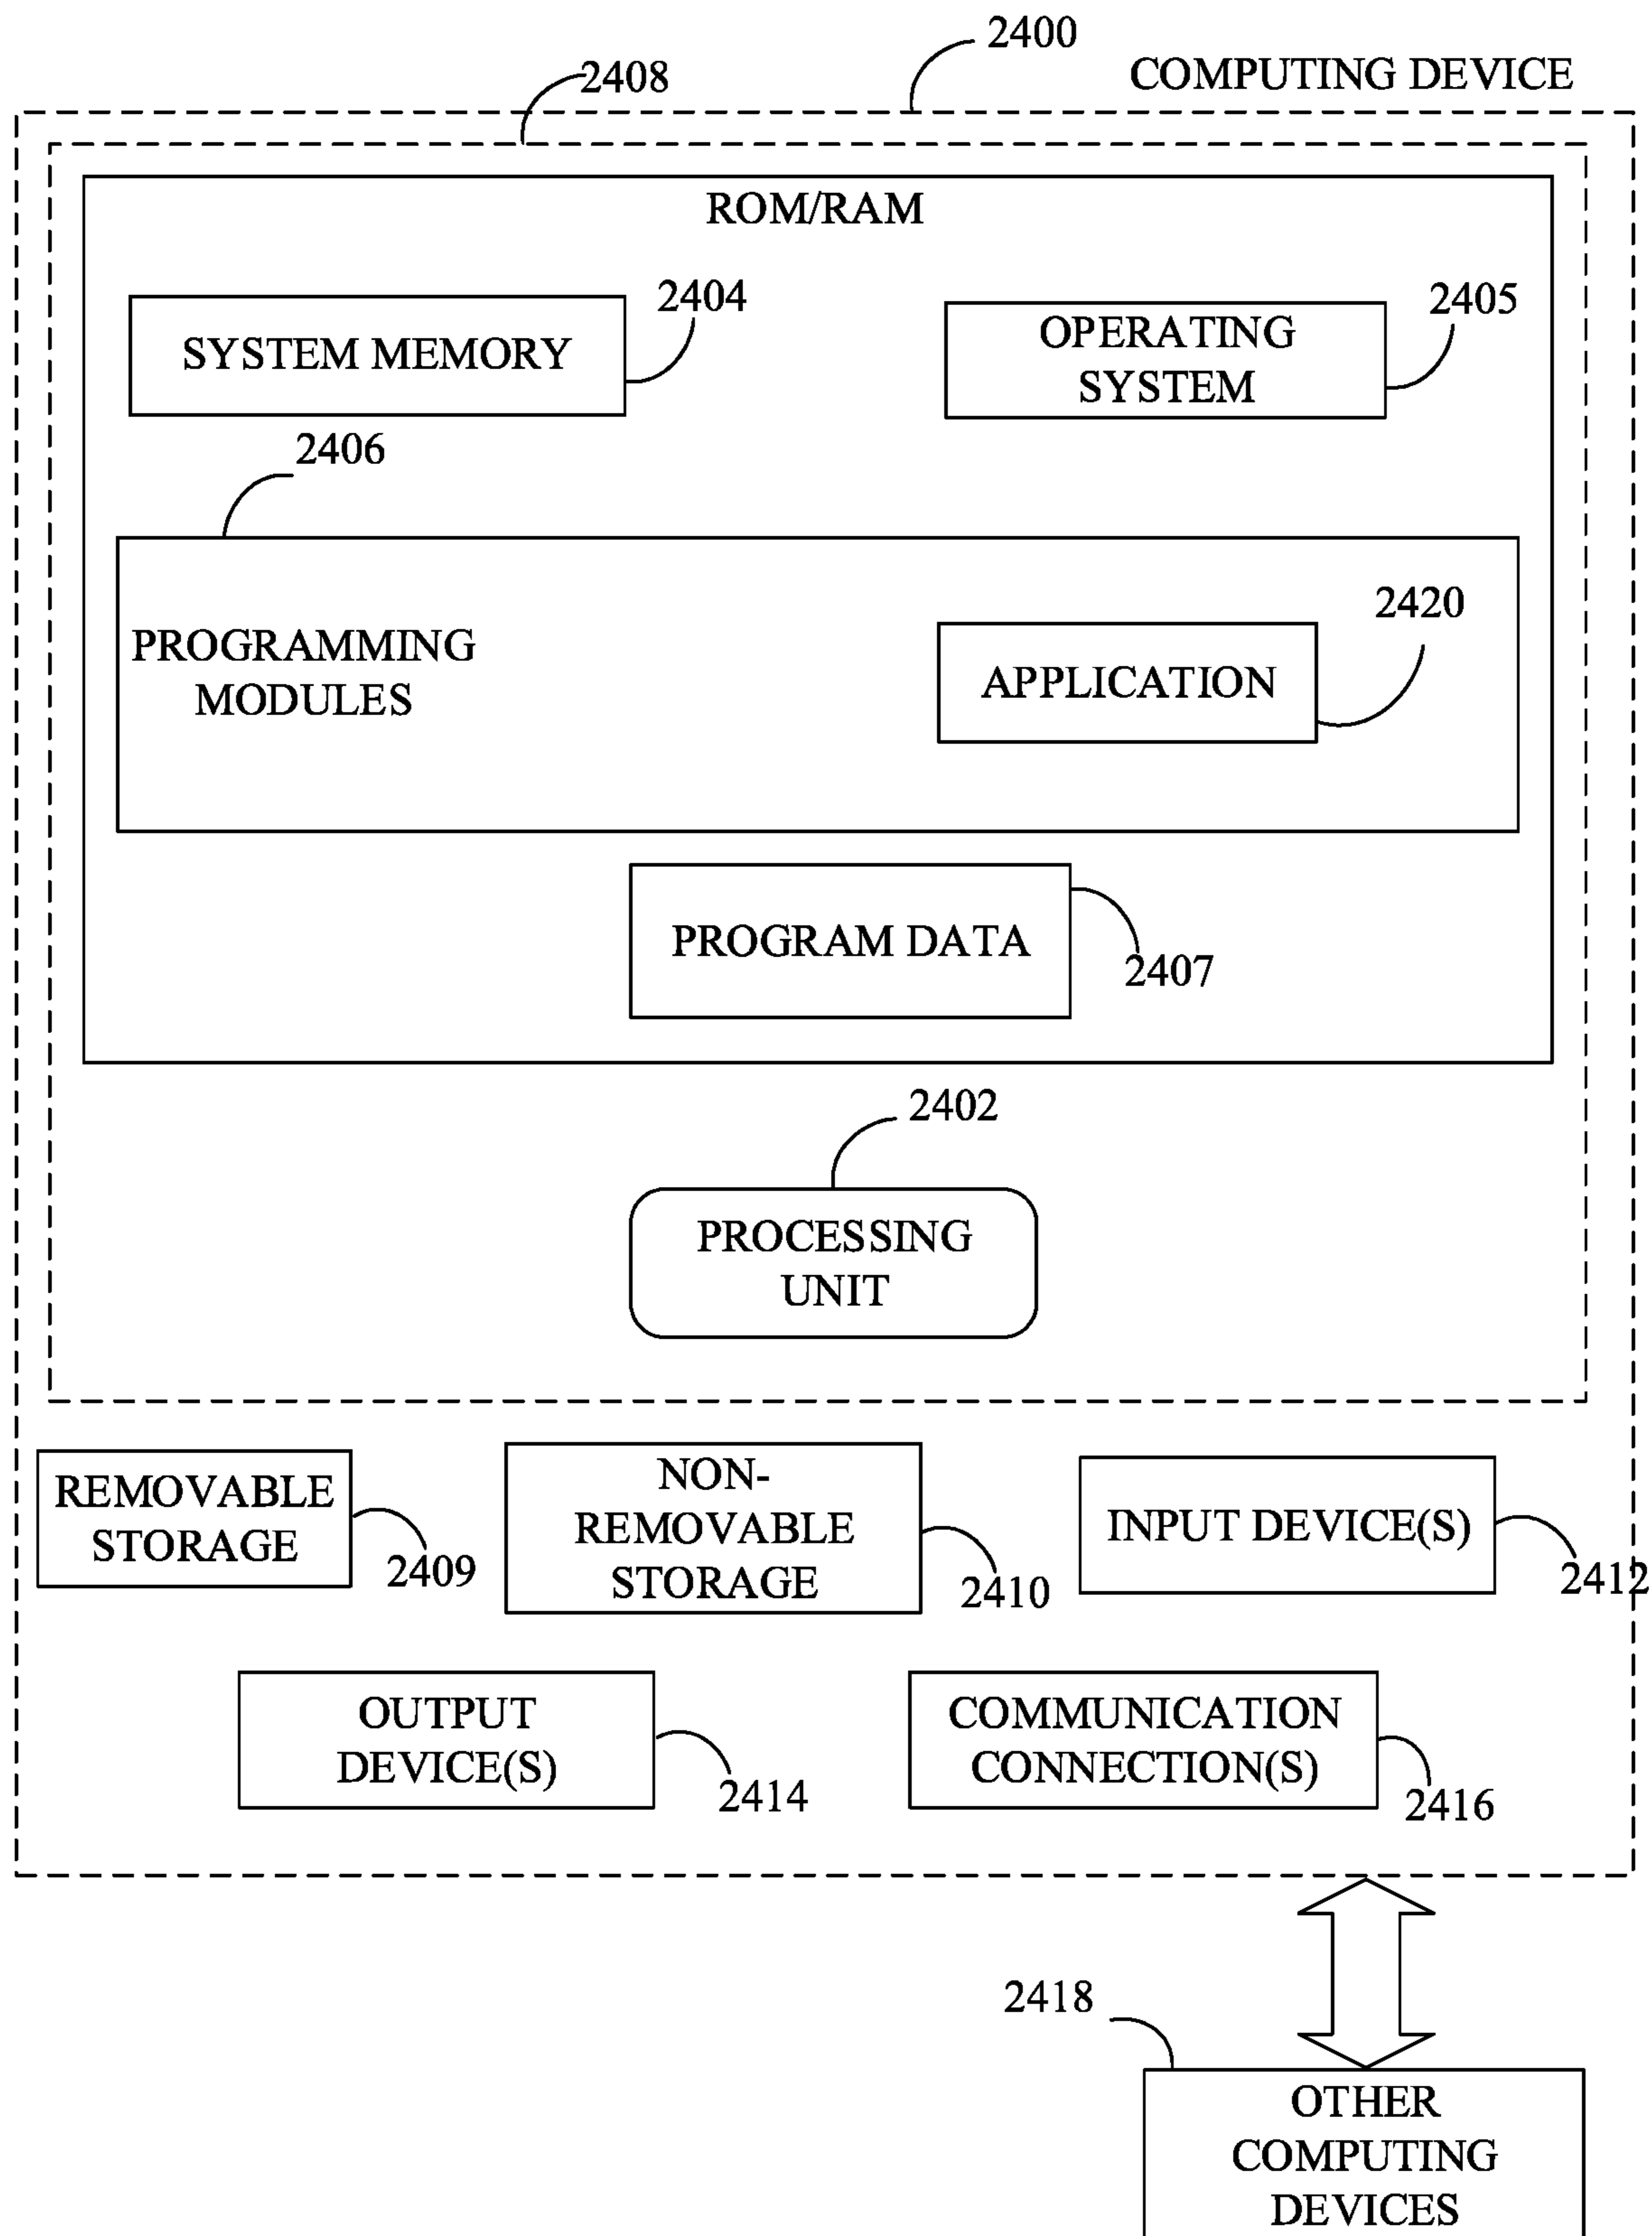 2400
COMPUTING DEVICE
2408
ROM/RAM
SYSTEM MEMORY
2404
OPERATING
SYSTEM
2405
2406
PROGRAMMING
MODULES
APPLICATION
2420
PROGRAM DATA
2407
2402
PROCESSING
UNIT
REMOVABLE
STORAGE
2409
NON-
REMOVABLE
STORAGE
2410
INPUT DEVICE(S)
2412
OUTPUT
DEVICE(S)
2414
COMMUNICATION
CONNECTION(S)
2416
2418
OTHER
COMPUTING
DEVICES